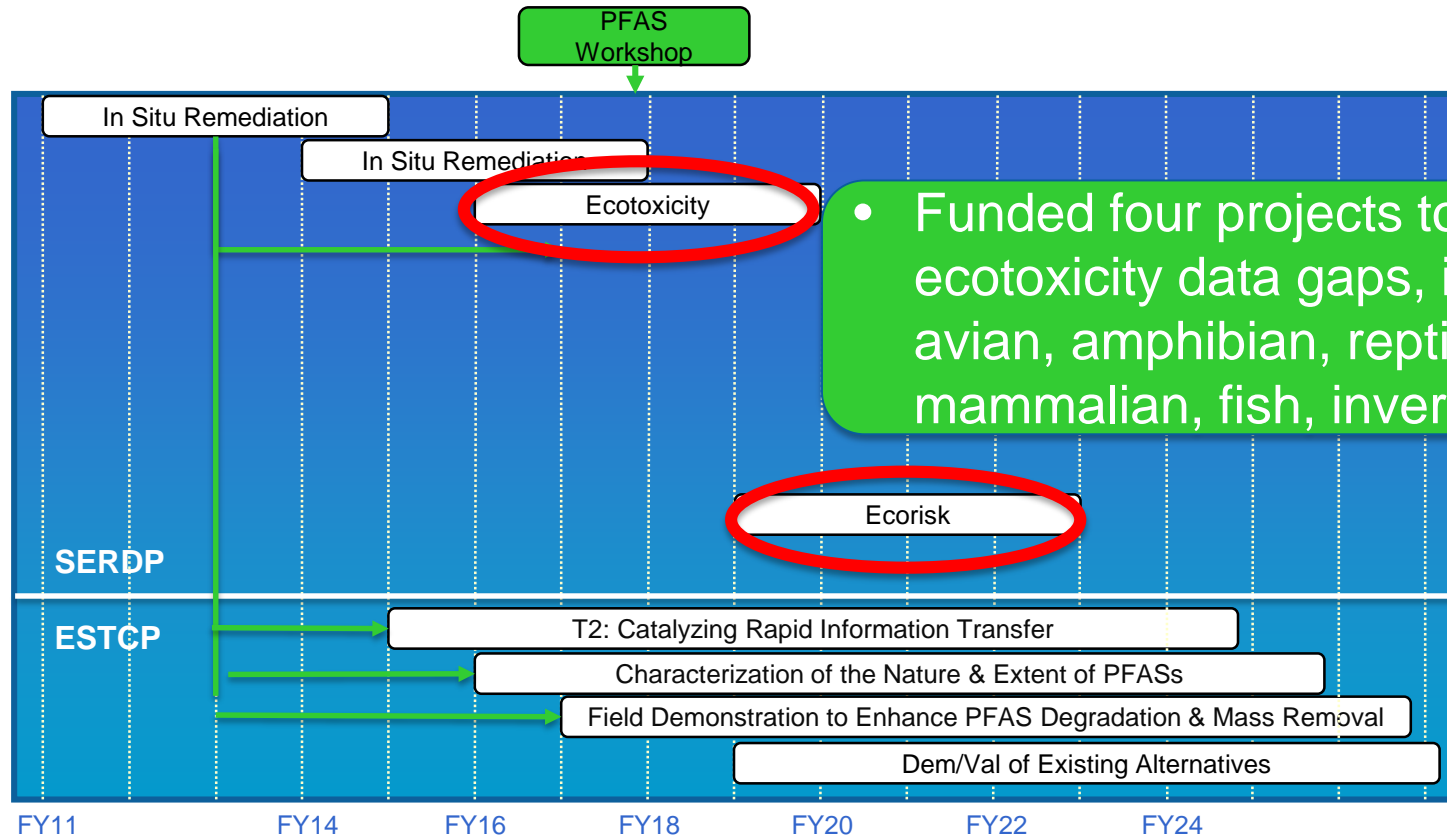 PFAS
Workshop
In Situ Remediation
In Situ Remediation
Ecotoxicity
• Funded four projects to
ecotoxicity data gaps, i
avian, amphibian, repti
mammalian, fish, inver
Ecorisk
SERDP
ESTCP
T2: Catalyzing Rapid Information Transfer
Characterization of the Nature & Extent of PFASs
Field Demonstration to Enhance PFAS Degradation & Mass Removal
Dem/Val of Existing Alternatives
FY11 FY14 FY16 FY18 FY20 FY22 FY24